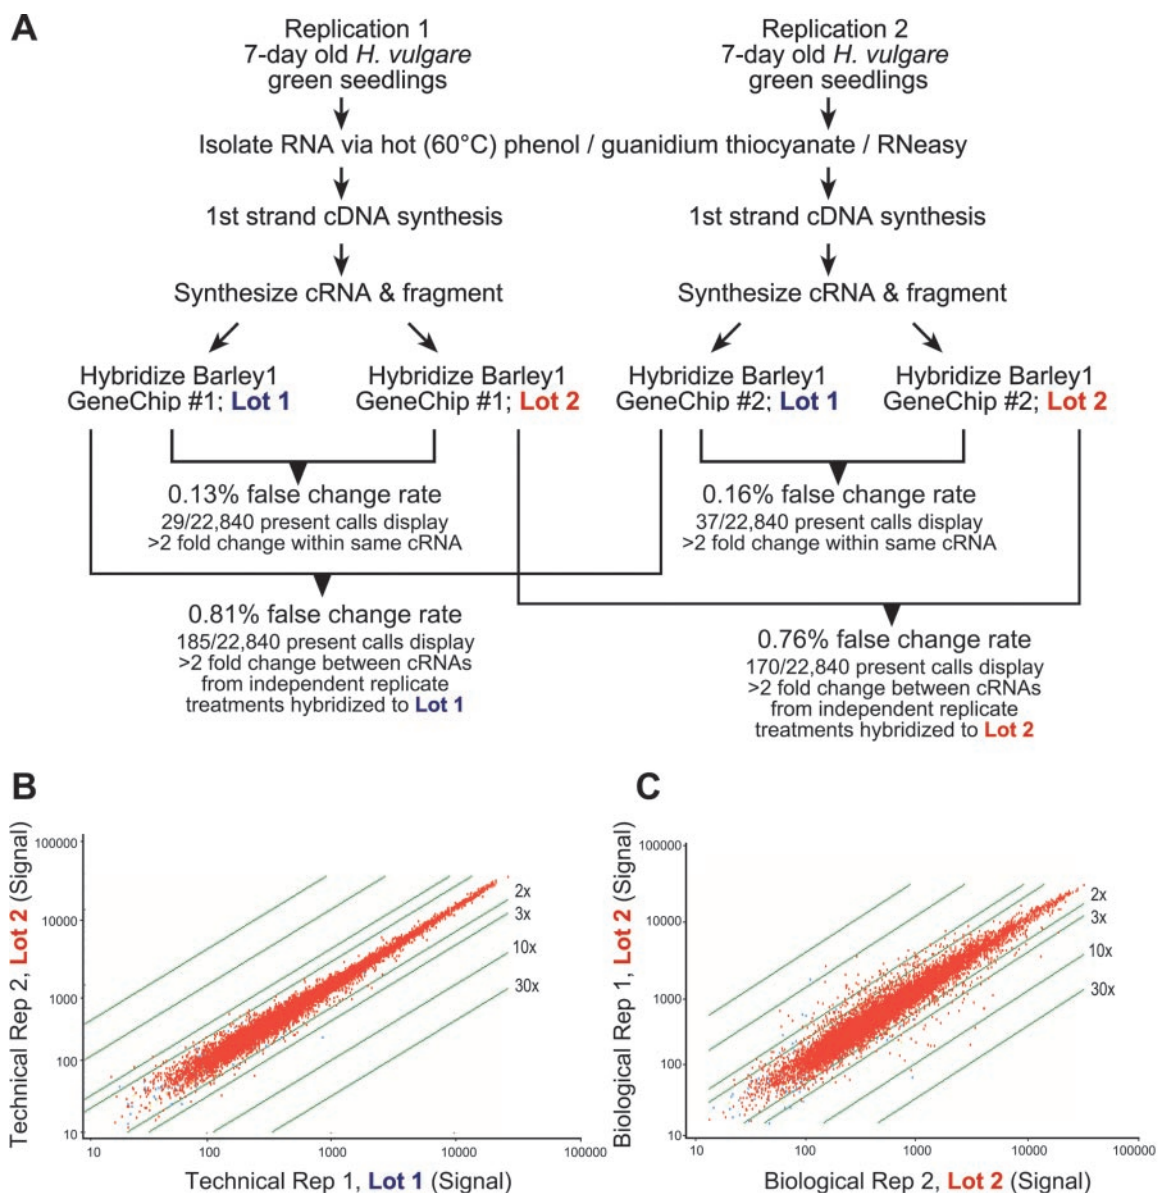 A
Replication 1
7-day old H. vulgare
green seedlings
Replication 2
7-day old H. vulgare
green seedlings
Isolate RNA via hot (60°C) phenol / guanidium thiocyanate / RNeasy
1st strand cDNA synthesis
1st strand cDNA synthesis
Synthesize cRNA & fragment
Synthesize cRNA & fragment
Hybridize Barley1
GeneChip #1; Lot 1
Hybridize Barley1
GeneChip #1; Lot 2
Hybridize Barley1
GeneChip #2; Lot 1
Hybridize Barley1
GeneChip #2; Lot 2
0.13% false change rate
29/22,840 present calls display
>2 fold change within same cRNA
0.16% false change rate
37/22,840 present calls display
>2 fold change within same cRNA
0.81% false change rate
185/22,840 present calls display
>2 fold change between cRNAs
from independent replicate
treatments hybridized to Lot 1
0.76% false change rate
170/22,840 present calls display
>2 fold change between cRNAs
from independent replicate
treatments hybridized to Lot 2
B
Technical Rep 2, Lot 2 (Signal)
100000
10000
1000
100
10
2x
3x
10x
30x
10 100 1000 10000 100000
Technical Rep 1, Lot 1 (Signal)
C
Biological Rep 1, Lot 2 (Signal)
100000
10000
1000
100
10
2x
3x
10x
30x
10 100 1000 10000 100000
Biological Rep 2, Lot 2 (Signal)